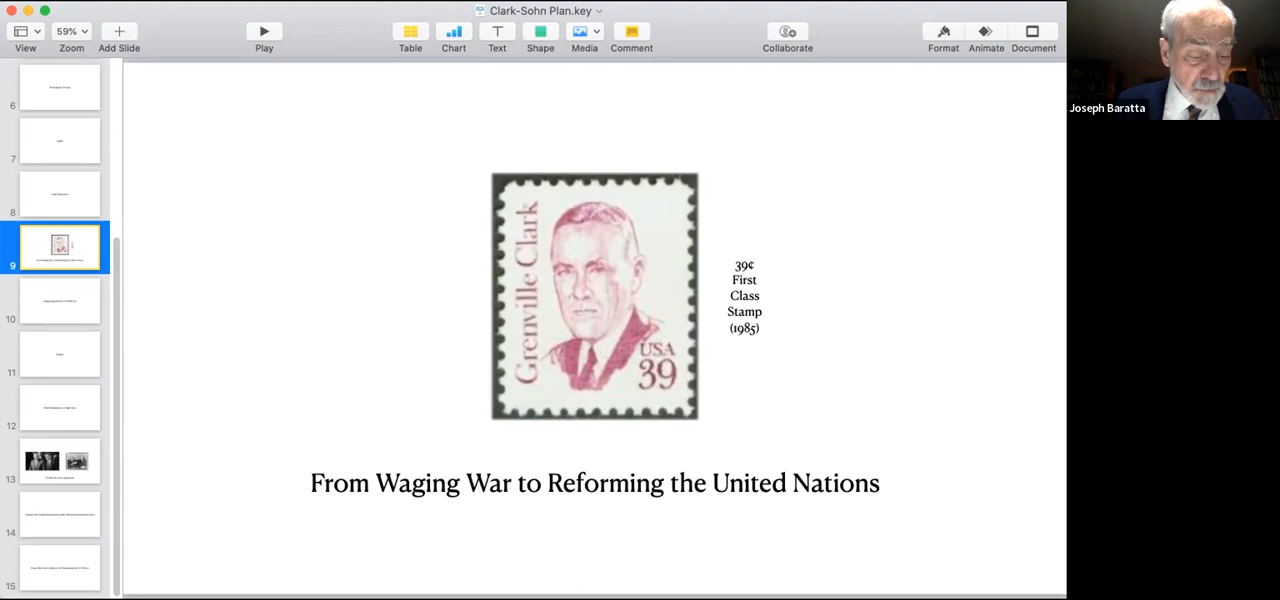 Clark-Sohn Plan.key
59%
View
Zoom
Add Slide
Play
Table
Chart
Text
Shape
Media
Comment
Collaborate
Format
Animate
Document
Joseph Baratta
6
7
8
9
10
11
12
13
14
15
Grenville Clark
USA
39
39¢
First
Class
Stamp
(1985)
From Waging War to Reforming the United Nations